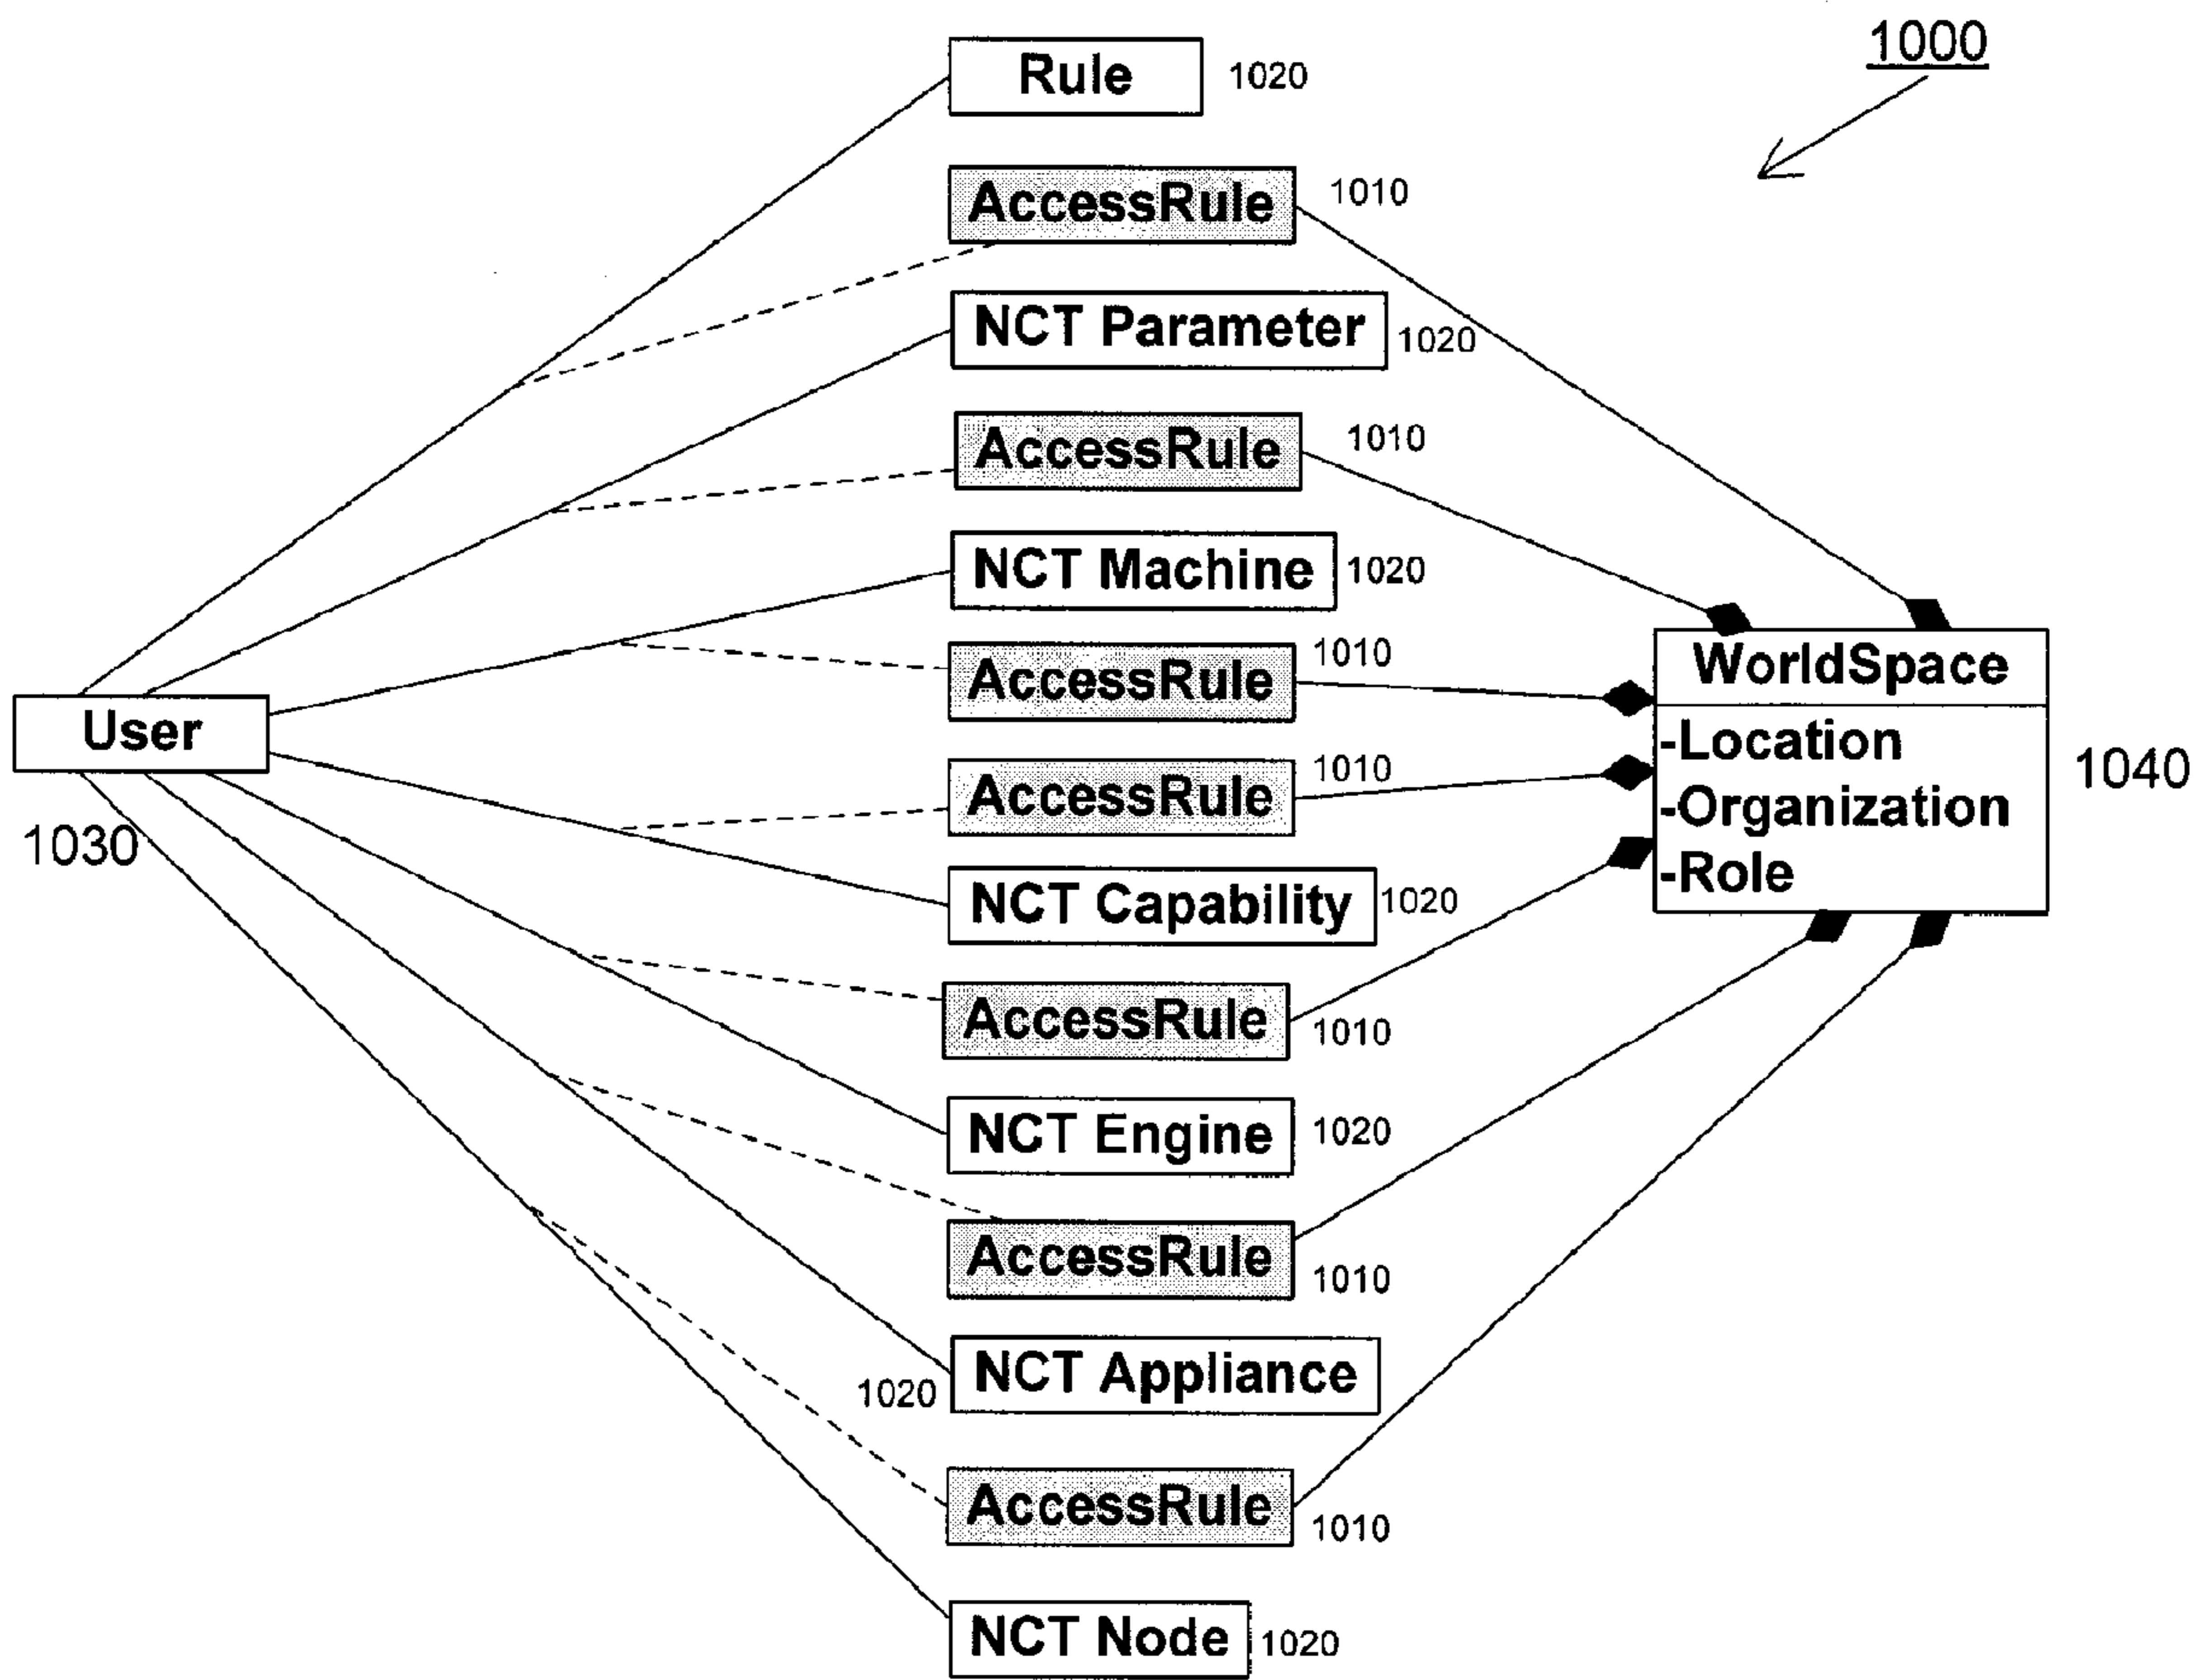 1000
Rule 1020
AccessRule 1010
NCT Parameter 1020
AccessRule 1010
NCT Machine 1020
AccessRule 1010
WorldSpace
User
-Location
AccessRule 1010
1040
-Organization
1030
-Role
NCT Capability 1020
AccessRule 1010
NCT Engine 1020
AccessRule 1010
1020 NCT Appliance
AccessRule 1010
NCT Node 1020